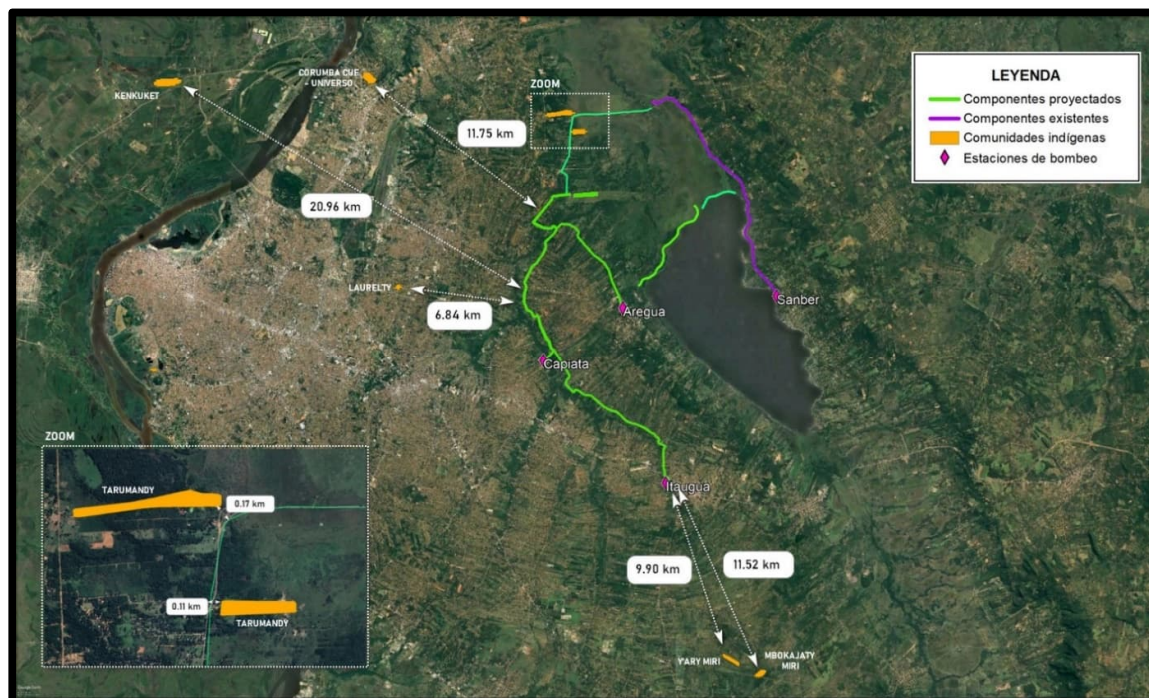 LEYENDA
Componentes proyectados
Componentes existentes
Comunidades indígenas
Estaciones de bombeo
KENKUKET
CORUMBA CUE
- UNIVERSO
ZOOM
11.75 km
20.96 km
LAURELTY
6.84 km
Aregua
Sanber
Capiata
Itaugua
ZOOM
TARUMANDY
0.17 km
0.11 km
TARUMANDY
9.90 km
11.52 km
Y'ARY MIRI
MBOKAJATY
MIRI
Google Earth